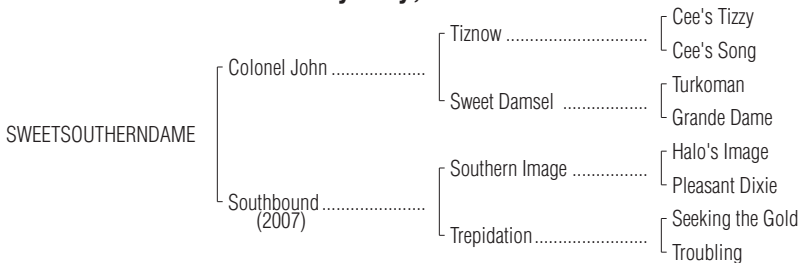 Cee's Tizzy
Tiznow ................................
Cee's Song
Colonel John .....................
Turkoman
Sweet Damsel ...................
Grande Dame
SWEETSOUTHERNDAME
Halo's Image
Southern Image .................
Pleasant Dixie
Southbound .......................
(2007)
Seeking the Gold
Trepidation.........................
Troubling